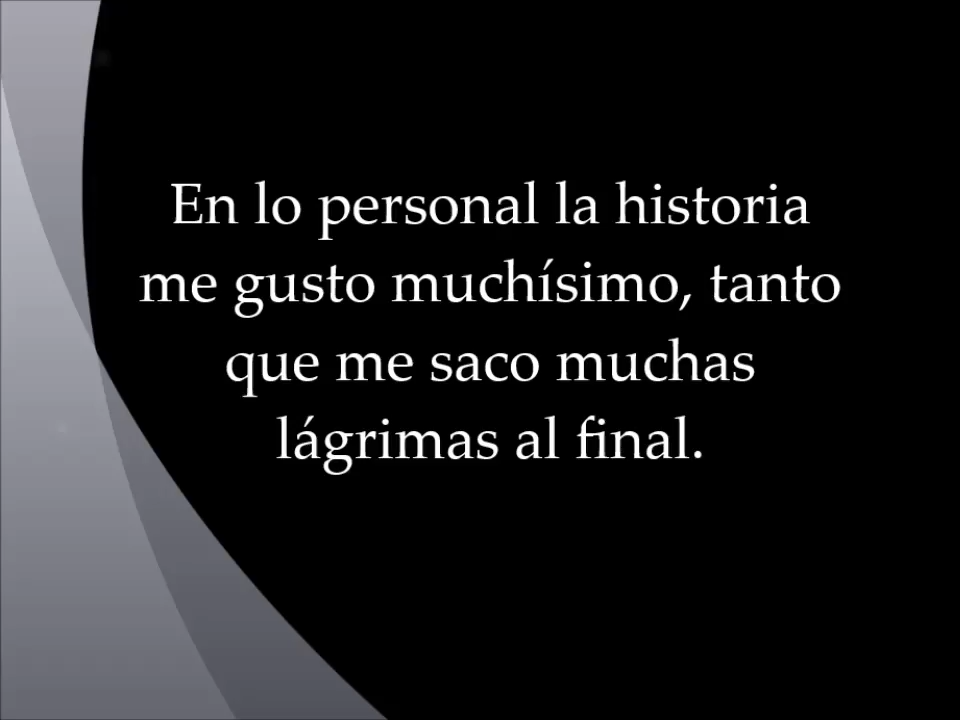 En lo personal la historia
me gusto muchísimo, tanto
que me saco muchas
lágrimas al final.